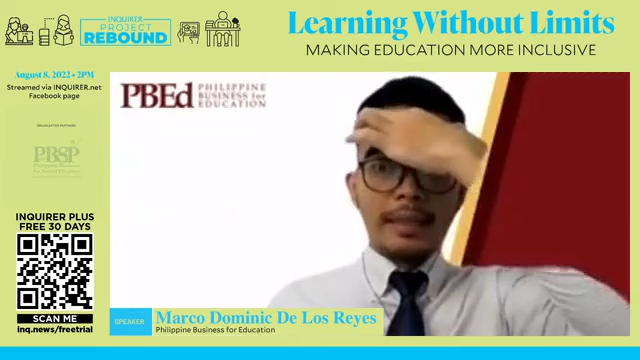 INQUIRER
PROJECT
REBOUND
Learning Without Limits
MAKING EDUCATION MORE INCLUSIVE
August 8, 2022 • 2PM
Streamed via INQUIRER.net
Facebook page
PBSP
INQUIRER PLUS
FREE 30 DAYS
SCAN ME
inq.news/freetrial
PBEd
PHILIPPINE
BUSINESS for
EDUCATION
SPEAKER
Marco Dominic De Los Reyes
Philippine Business for Education